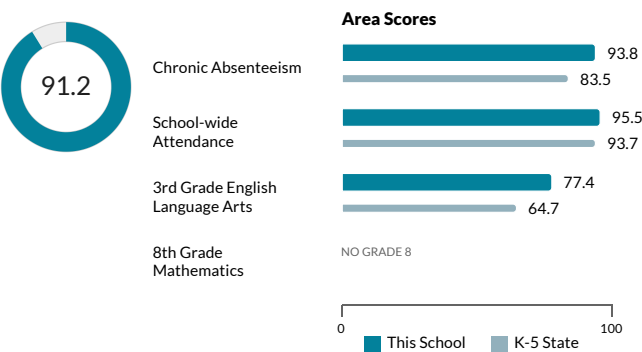 91.2
Area Scores
Chronic Absenteeism
93.8
83.5
School-wide
Attendance
95.5
93.7
3rd Grade English
Language Arts
77.4
64.7
8th Grade
Mathematics
NO GRADE 8
0
100
This School
K-5 State